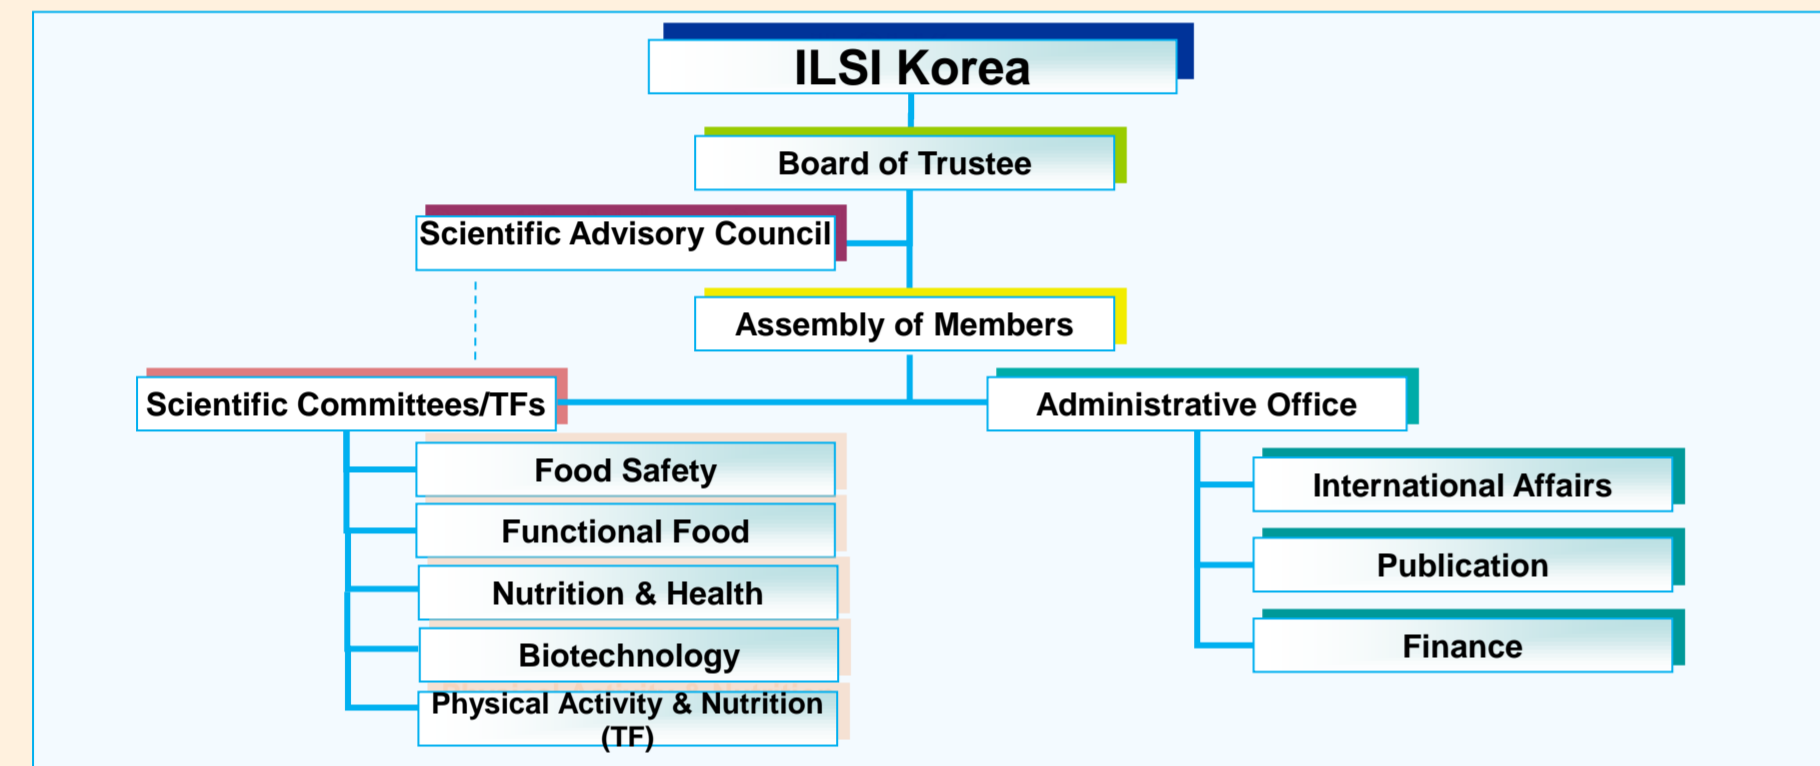 ILSI Korea
Board of Trustee
Scientific Advisory Council
Assembly of Members
Scientific Committees/TFs
Administrative Office
Food Safety
Functional Food
Nutrition & Health
Biotechnology
Physical Activity & Nutrition
(TF)
International Affairs
Publication
Finance